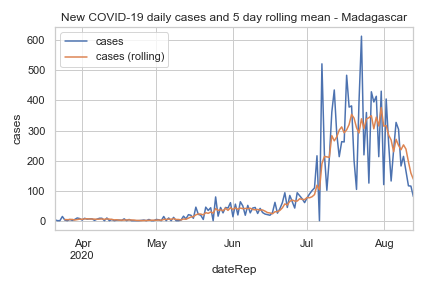 New COVID-19 daily cases and 5 day rolling mean - Madagascar
cases
cases (rolling)
600
500
400
300
200
100
0
cases
Apr
2020
May
Jun
Jul
Aug
dateRep